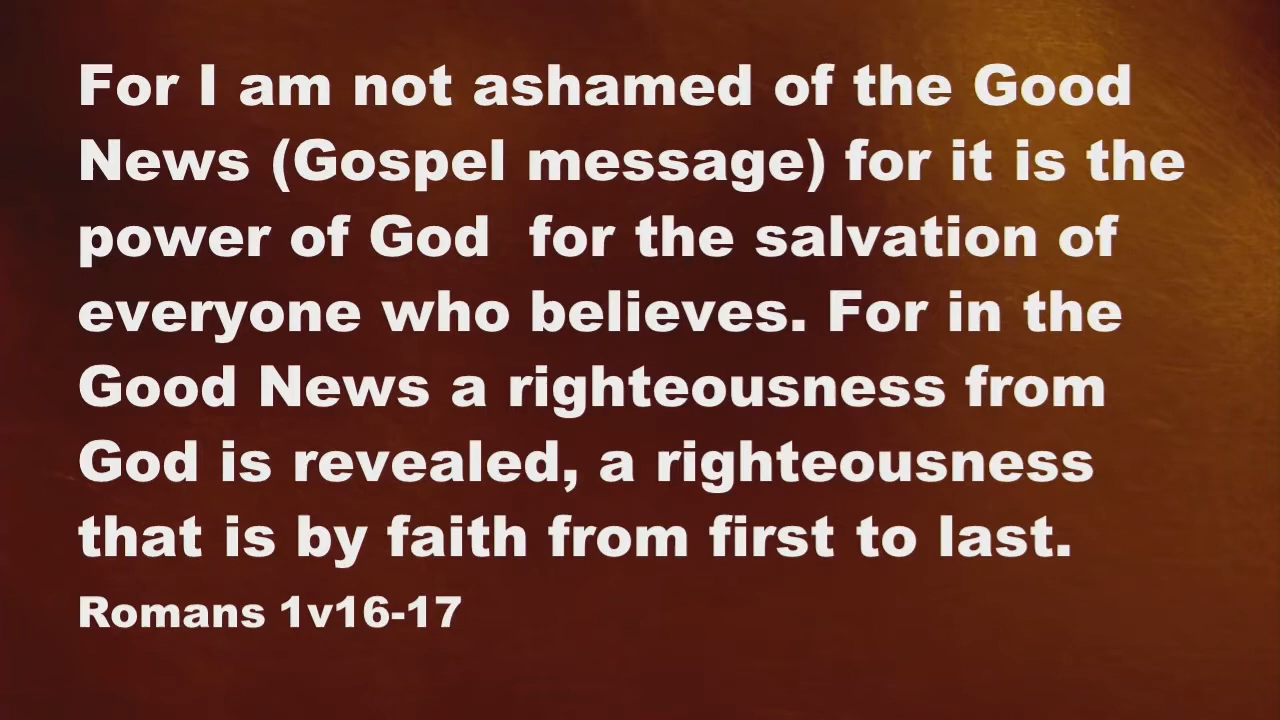 For I am not ashamed of the Good
News (Gospel message) for it is the
power of God  for the salvation of
everyone who believes. For in the
Good News a righteousness from
God is revealed, a righteousness
that is by faith from first to last.
Romans 1v16-17